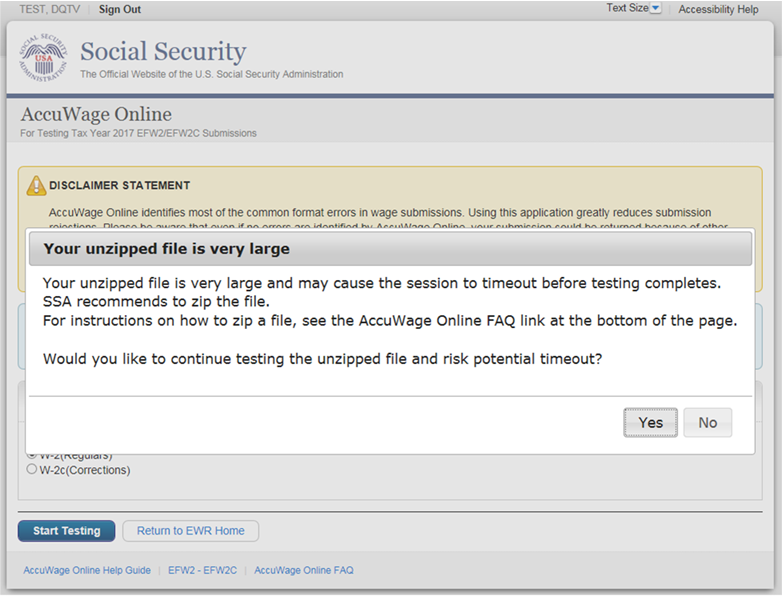 TEST, DQTV | Sign Out Text Size Accessibility Help
SOCIAL SECURITY ADMINISTRATION
USA
Social Security
The Official Website of the U.S. Social Security Administration
AccuWage Online
For Testing Tax Year 2017 EFW2/EFW2C Submissions
DISCLAIMER STATEMENT
AccuWage Online identifies most of the common format errors in wage submissions. Using this application greatly reduces submission
rejections. Please be aware that even if no errors are identified by AccuWage Online, your submission could be returned because of other
Your unzipped file is very large
Your unzipped file is very large and may cause the session to timeout before testing completes.
SSA recommends to zip the file.
For instructions on how to zip a file, see the AccuWage Online FAQ link at the bottom of the page.
Would you like to continue testing the unzipped file and risk potential timeout?
Yes No
W-2(Regulars)
W-2c(Corrections)
Start Testing Return to EWR Home
AccuWage Online Help Guide | EFW2 - EFW2C | AccuWage Online FAQ